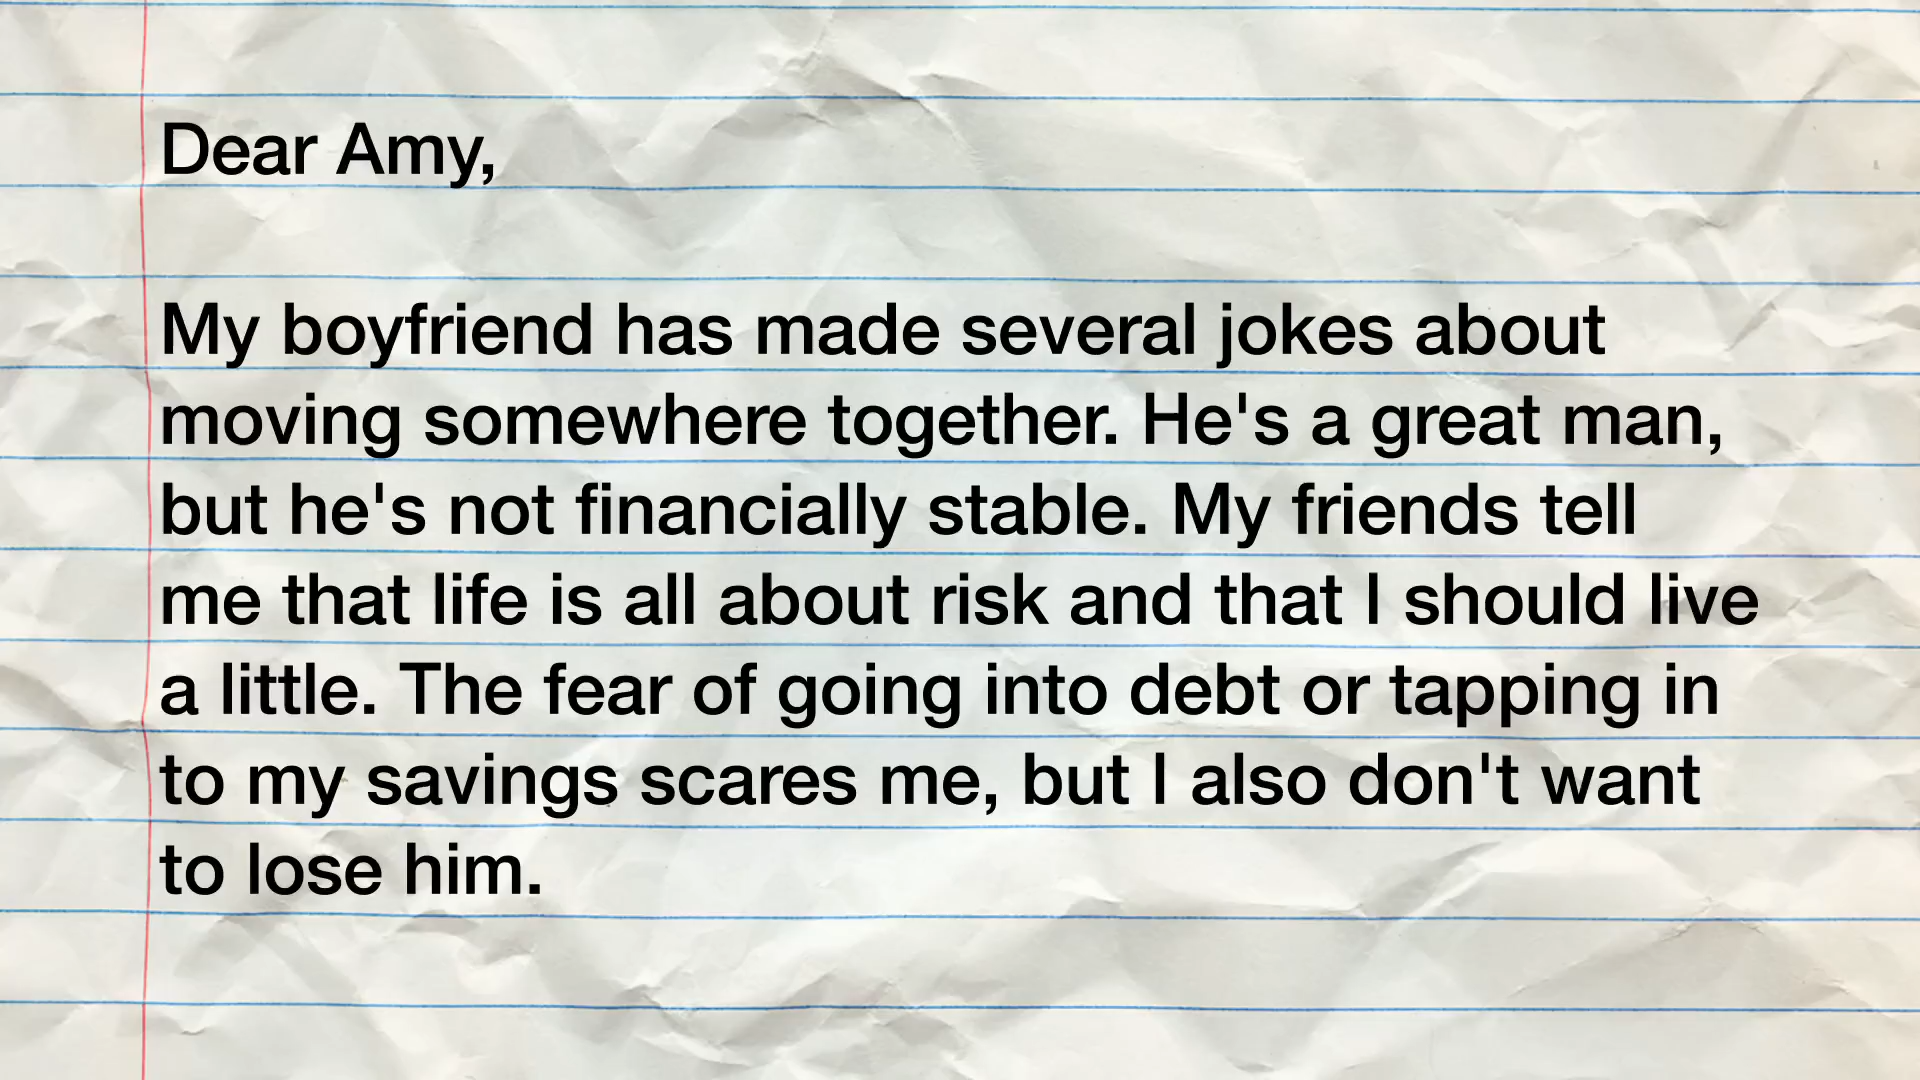 Dear Amy,
My boyfriend has made several jokes about
moving somewhere together. He's a great man,
but he's not financially stable. My friends tell
me that life is all about risk and that I should live
a little. The fear of going into debt or tapping in
to my savings scares me, but I also don't want
to lose him.